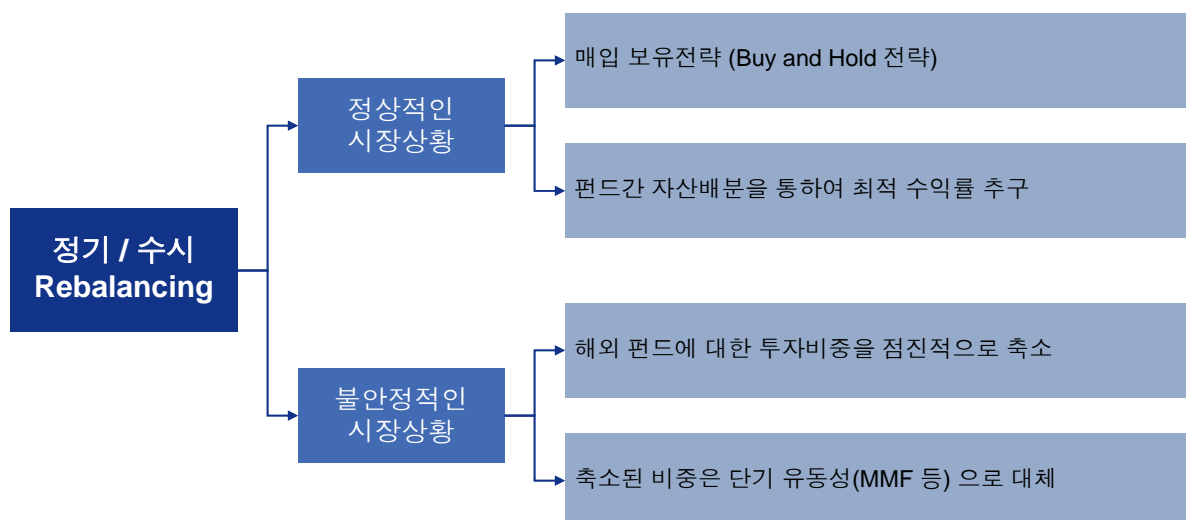 정기 / 수시
Rebalancing
정상적인
시장상황
매입 보유전략 (Buy and Hold 전략)
펀드간 자산배분을 통하여 최적 수익률 추구
불안정적인
시장상황
해외 펀드에 대한 투자비중을 점진적으로 축소
축소된 비중은 단기 유동성(MMF 등) 으로 대체